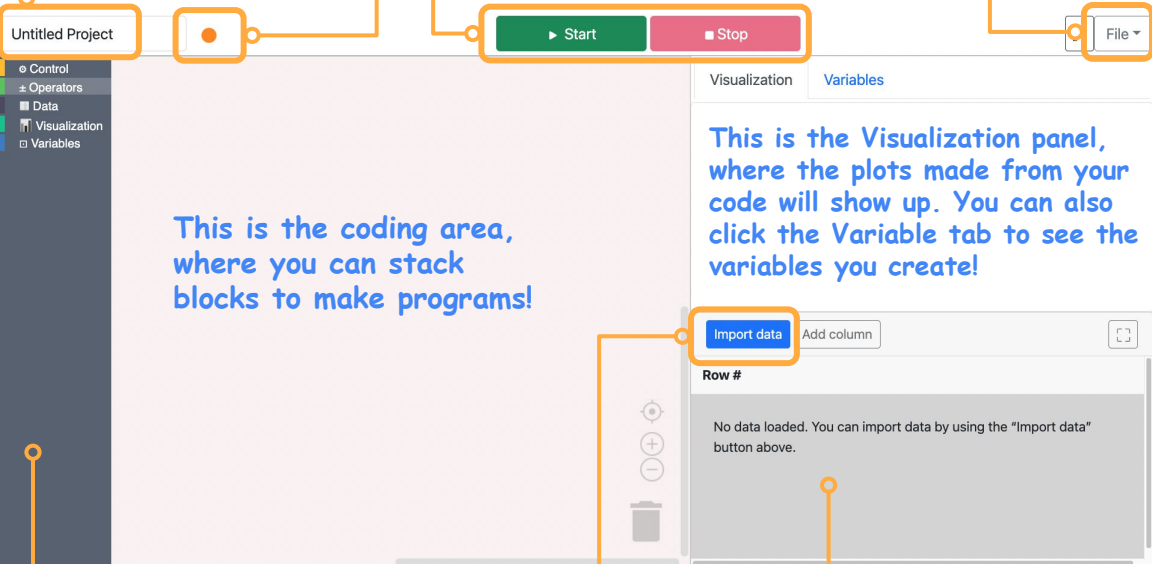 Untitled Project
► Start
■ Stop
File
Control
± Operators
Data
Visualization
Variables
Visualization
Variables
This is the Visualization panel,
where the plots made from your
code will show up. You can also
click the Variable tab to see the
variables you create!
This is the coding area,
where you can stack
blocks to make programs!
Import data
Add column
Row #
No data loaded. You can import data by using the “Import data”
button above.